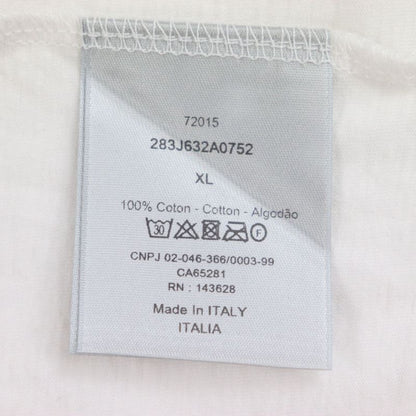 72015
283J632A0752
XL
100% Coton - Cotton - Algodão
30 F
CNPJ 02-046-366/0003-99
CA65281
RN : 143628
Made In ITALY
ITALIA